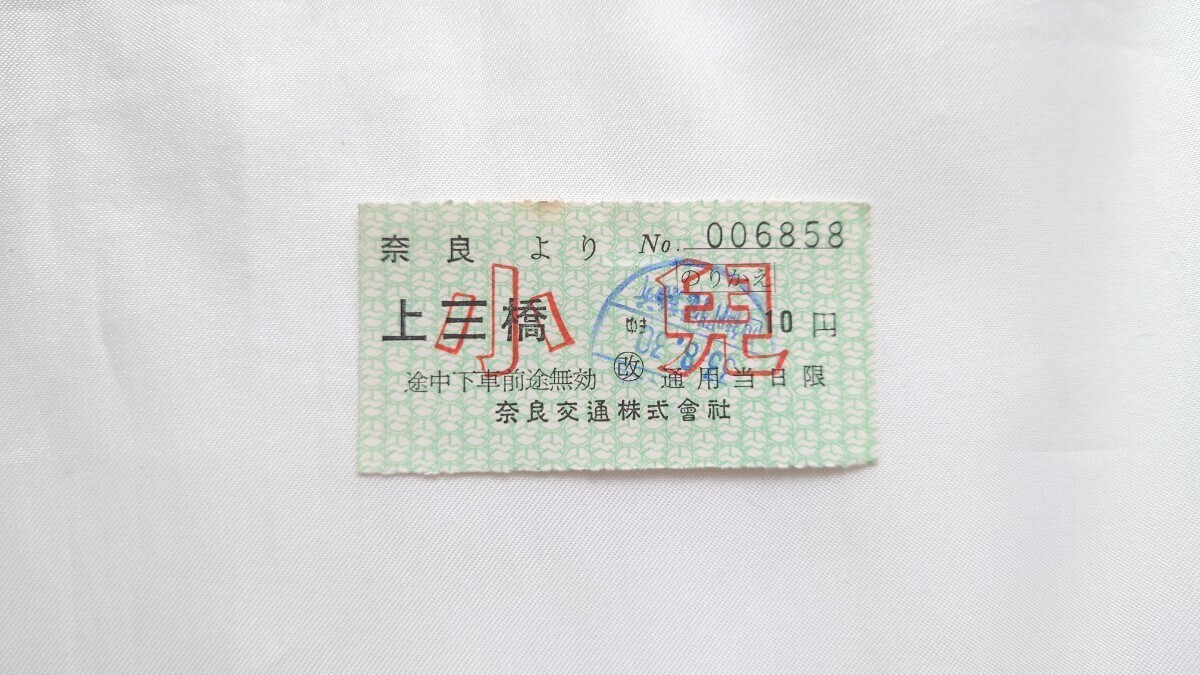 奈良 より No. 006858
のりかえ
小児
上三橋 10円
途中下車前途無効 改 通用当日限
奈良交通株式會社